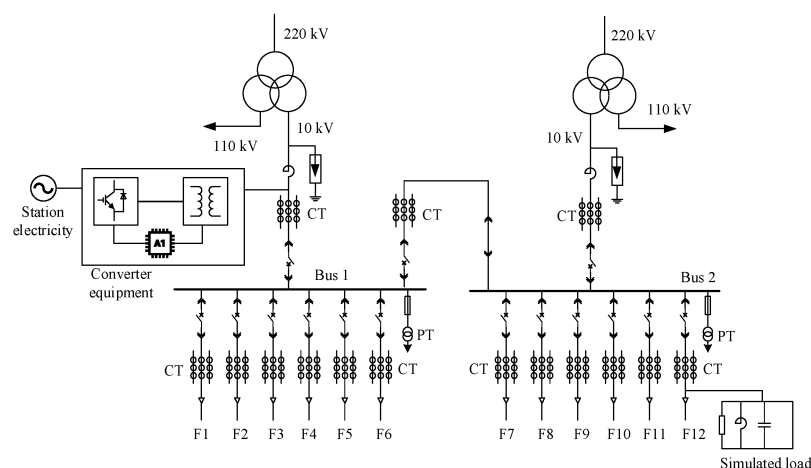 220 kV
220 kV
110 kV
10 kV
10 kV
110 kV
Station
electricity
A1
Converter
equipment
CT
CT
CT
Bus 1
Bus 2
PT
PT
CT
CT
CT
F1 F2 F3 F4 F5 F6 F7 F8 F9 F10 F11 F12
Simulated load